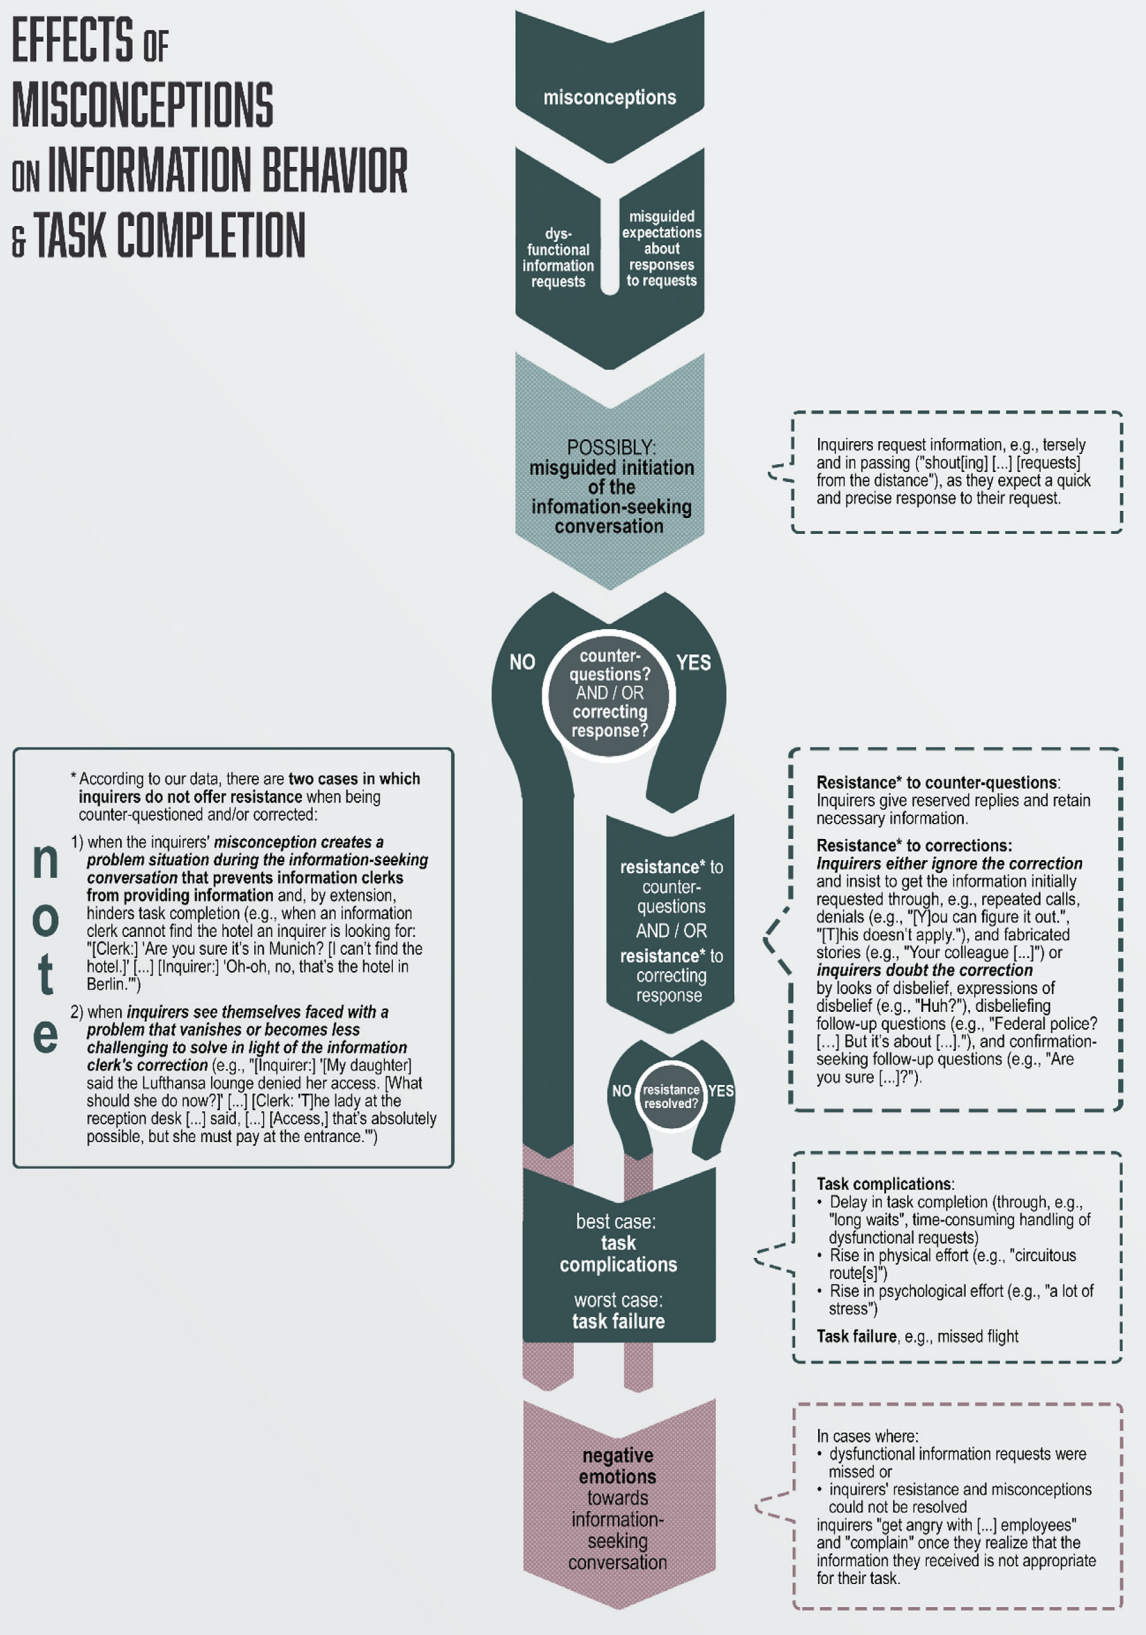 EFFECTS OF
MISCONCEPTIONS
ON INFORMATION BEHAVIOR
& TASK COMPLETION
misconceptions
dys-
functional
information
requests
misguided
expectations
about
responses
to requests
POSSIBLY:
misguided initiation
of the
infomation-seeking
conversation
Inquirers request information, e.g., tersely
and in passing ("shout[ing] [...] [requests]
from the distance"), as they expect a quick
and precise response to their request.
NO
counter-
questions?
AND / OR
correcting
response?
YES
note
* According to our data, there are two cases in which
inquirers do not offer resistance when being
counter-questioned and/or corrected:
1) when the inquirers' misconception creates a
problem situation during the information-seeking
conversation that prevents information clerks
from providing information and, by extension,
hinders task completion (e.g., when an information
clerk cannot find the hotel an inquirer is looking for:
"[Clerk:] 'Are you sure it's in Munich? [I can't find the
hotel.]' [...] [Inquirer:] 'Oh-oh, no, that's the hotel in
Berlin.'")
2) when inquirers see themselves faced with a
problem that vanishes or becomes less
challenging to solve in light of the information
clerk's correction (e.g., "[Inquirer:] '[My daughter]
said the Lufthansa lounge denied her access. [What
should she do now?]' [...] [Clerk: 'T]he lady at the
reception desk [...] said, [...] [Access,] that's absolutely
possible, but she must pay at the entrance.'")
resistance* to
counter-
questions
AND / OR
resistance* to
correcting
response
Resistance* to counter-questions:
Inquirers give reserved replies and retain
necessary information.
Resistance* to corrections:
Inquirers either ignore the correction
and insist to get the information initially
requested through, e.g., repeated calls,
denials (e.g., "[Y]ou can figure it out.",
"[T]his doesn't apply."), and fabricated
stories (e.g., "Your colleague [...]") or
inquirers doubt the correction
by looks of disbelief, expressions of
disbelief (e.g., "Huh?"), disbeliefing
follow-up questions (e.g., "Federal police?
[...] But it's about [...]."), and confirmation-
seeking follow-up questions (e.g., "Are
you sure [...]?").
NO
resistance
resolved?
YES
best case:
task
complications
worst case:
task failure
Task complications:
• Delay in task completion (through, e.g.,
"long waits", time-consuming handling of
dysfunctional requests)
• Rise in physical effort (e.g., "circuitous
route[s]")
• Rise in psychological effort (e.g., "a lot of
stress")
Task failure, e.g., missed flight
negative
emotions
towards
information-
seeking
conversation
In cases where:
• dysfunctional information requests were
missed or
• inquirers' resistance and misconceptions
could not be resolved
inquirers "get angry with [...] employees"
and "complain" once they realize that the
information they received is not appropriate
for their task.